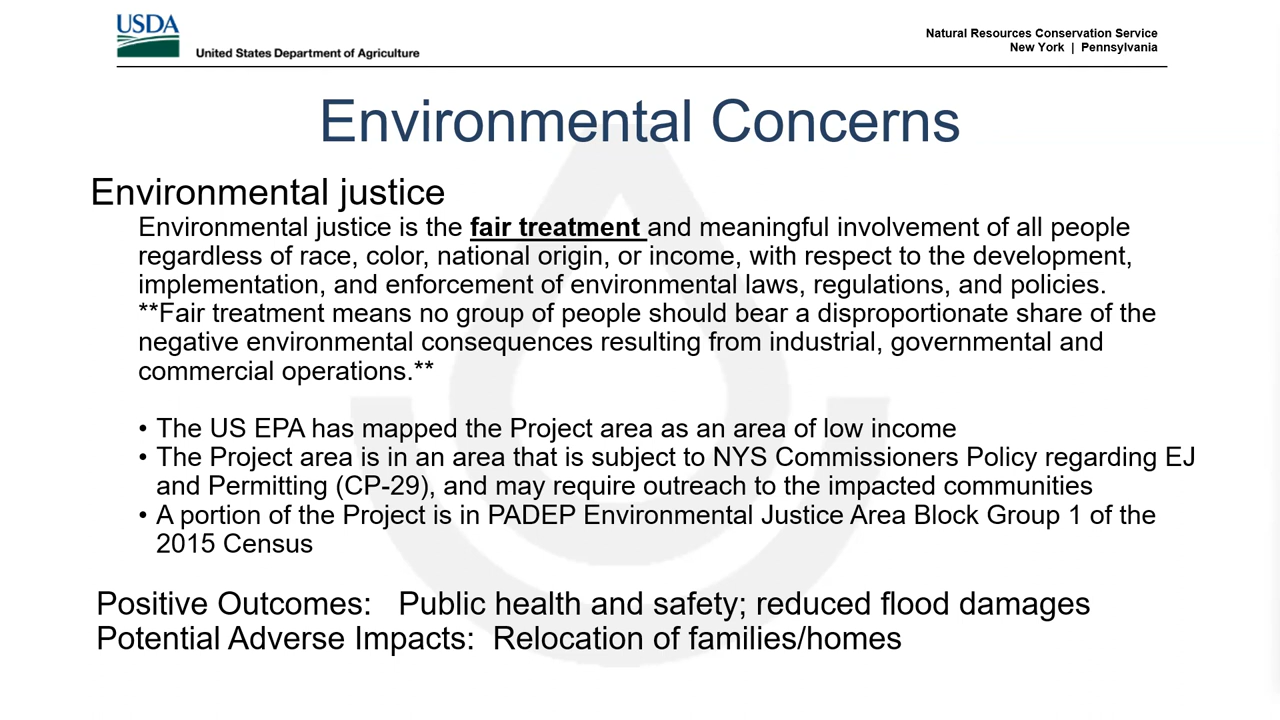 USDA
United States Department of Agriculture
Natural Resources Conservation Service
New York | Pennsylvania
Environmental Concerns
Environmental justice
Environmental justice is the fair treatment and meaningful involvement of all people
regardless of race, color, national origin, or income, with respect to the development,
implementation, and enforcement of environmental laws, regulations, and policies.
**Fair treatment means no group of people should bear a disproportionate share of the
negative environmental consequences resulting from industrial, governmental and
commercial operations.**
• The US EPA has mapped the Project area as an area of low income
• The Project area is in an area that is subject to NYS Commissioners Policy regarding EJ
and Permitting (CP-29), and may require outreach to the impacted communities
• A portion of the Project is in PADEP Environmental Justice Area Block Group 1 of the
2015 Census
Positive Outcomes: Public health and safety; reduced flood damages
Potential Adverse Impacts: Relocation of families/homes